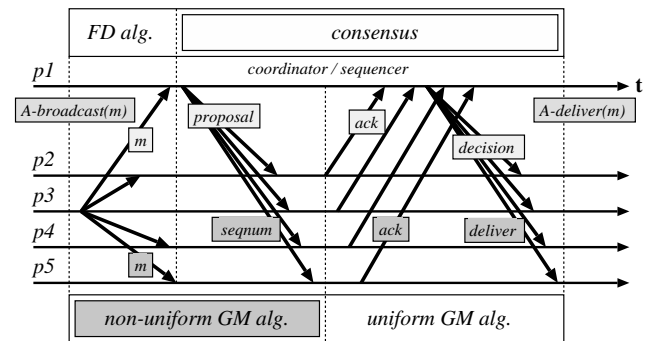 FD alg. consensus
p1 coordinator / sequencer t
A-broadcast(m) proposal ack A-deliver(m)
m decision
p2
p3
seqnum ack deliver
p4
m
p5
non-uniform GM alg. uniform GM alg.